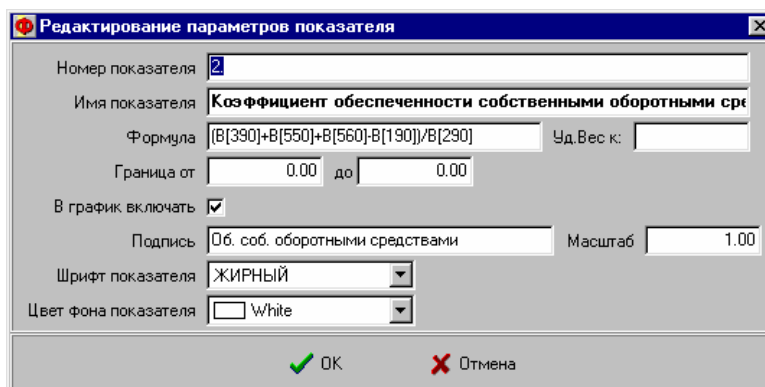 Редактирование параметров показателя
Номер показателя 2.
Имя показателя Коэффициент обеспеченности собственными оборотными сре
Формула (B[390]+B[550]+B[560]-B[190])/B[290] Уд.Вес к:
Граница от 0.00 до 0.00
В график включать
Подпись Об. соб. оборотными средствами Масштаб 1.00
Шрифт показателя ЖИРНЫЙ
Цвет фона показателя White
OK Отмена